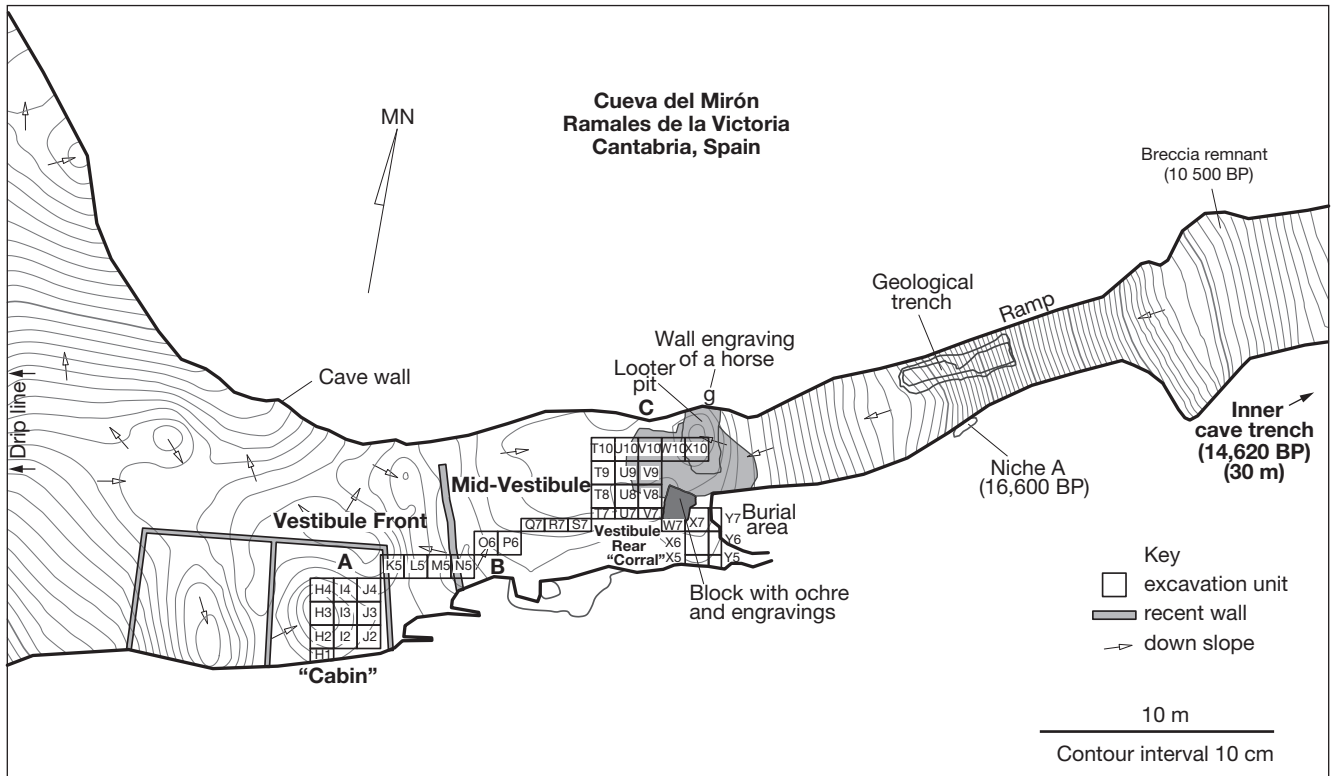 Cueva del Mirón
Ramales de la Victoria
Cantabria, Spain
MN
Breccia remnant
(10 500 BP)
Geological
trench
Ramp
Wall engraving
of a horse
Looter
pit
g
C
Cave wall
Drip line
Inner
cave trench
(14,620 BP)
(30 m)
Niche A
(16,600 BP)
T10 U10 V10 W10 X10
T9 U9 V9
T8 U8 V8
T7 U7 V7
Mid-Vestibule
Vestibule Front
Q7 R7 S7
Vestibule
Rear
“Corral”
W7 X7 Y7
X6 Y6
X5 Y5
Burial
area
O6 P6
A
K5 L5 M5 N5
B
Block with ochre
and engravings
H4 I4 J4
H3 I3 J3
H2 I2 J2
H1
“Cabin”
Key
excavation unit
recent wall
down slope
10 m
Contour interval 10 cm